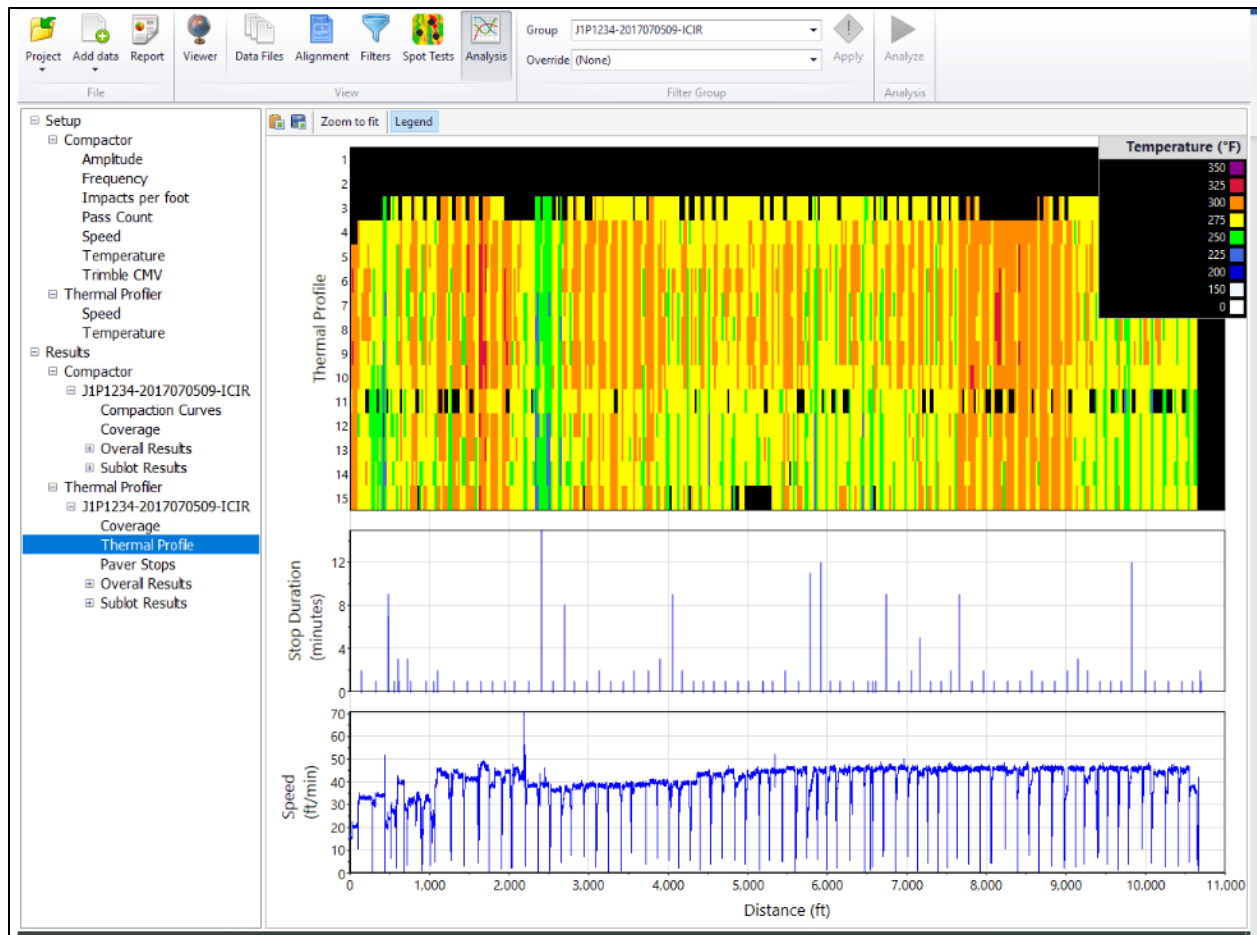 Project Add data Report Viewer Data Files Alignment Filters Spot Tests Analysis
Group J1P1234-2017070509-ICIR
Override (None)
Apply Analyze
File View Filter Group Analysis
Setup
Compactor
Amplitude
Frequency
Impacts per foot
Pass Count
Speed
Temperature
Trimble CMV
Thermal Profiler
Speed
Temperature
Results
Compactor
J1P1234-2017070509-ICIR
Compaction Curves
Coverage
Overall Results
Sublot Results
Thermal Profiler
J1P1234-2017070509-ICIR
Coverage
Thermal Profile
Paver Stops
Overall Results
Sublot Results
Zoom to fit Legend
Temperature (°F)
350
325
300
275
250
225
200
150
0
Thermal Profile
1
2
3
4
5
6
7
8
9
10
11
12
13
14
15
Stop Duration
(minutes)
12
8
4
0
Speed
(ft/min)
70
60
50
40
30
20
10
0
0 1,000 2,000 3,000 4,000 5,000 6,000 7,000 8,000 9,000 10,000 11,000
Distance (ft)